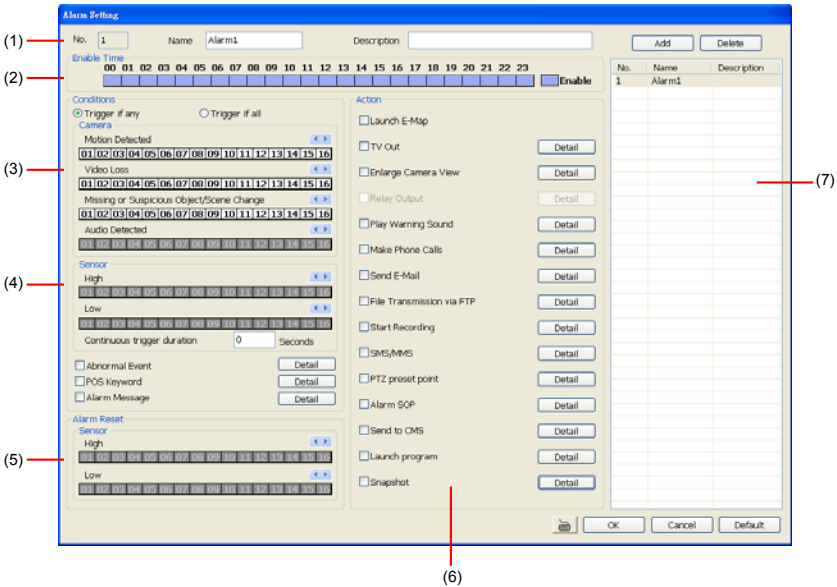 Alarm Setting
(1)
No. 1 Name Alarm1 Description
Add Delete
(2)
Enable Time
00 01 02 03 04 05 06 07 08 09 10 11 12 13 14 15 16 17 18 19 20 21 22 23
Enable
No. Name Description
1 Alarm1
(7)
Conditions
Trigger if any Trigger if all
(3)
Camera
Motion Detected
01 02 03 04 05 06 07 08 09 10 11 12 13 14 15 16
Video Loss
01 02 03 04 05 06 07 08 09 10 11 12 13 14 15 16
Missing or Suspicious Object/Scene Change
01 02 03 04 05 06 07 08 09 10 11 12 13 14 15 16
Audio Detected
01 02 03 04 05 06 07 08 09 10 11 12 13 14 15 16
(4)
Sensor
High
01 02 03 04 05 06 07 08 09 10 11 12 13 14 15 16
Low
01 02 03 04 05 06 07 08 09 10 11 12 13 14 15 16
Continuous trigger duration 0 Seconds
Abnormal Event Detail
POS Keyword Detail
Alarm Message Detail
(5)
Alarm Reset
Sensor
High
01 02 03 04 05 06 07 08 09 10 11 12 13 14 15 16
Low
01 02 03 04 05 06 07 08 09 10 11 12 13 14 15 16
Action
Launch E-Map
TV Out Detail
Enlarge Camera View Detail
Relay Output Detail
Play Warning Sound Detail
Make Phone Calls Detail
Send E-Mail Detail
File Transmission via FTP Detail
Start Recording Detail
SMS/MMS Detail
PTZ preset point Detail
Alarm SOP Detail
Send to CMS Detail
Launch program Detail
Snapshot Detail
(6)
OK Cancel Default